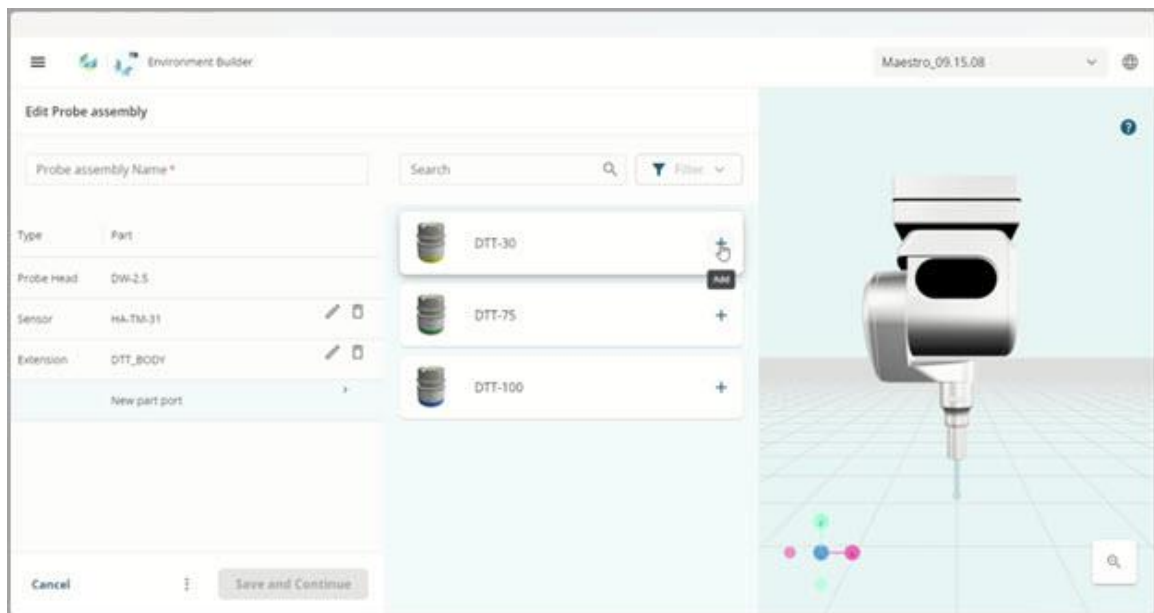 Environment Builder
Maestro_09.15.08
Edit Probe assembly
Probe assembly Name *
Search
Filter
Type Part
Probe Head DW-2.5
Sensor HA-TM-31
Extension DTT_BODY
New part port
DTT-30
Add
DTT-75
DTT-100
Cancel
Save and Continue